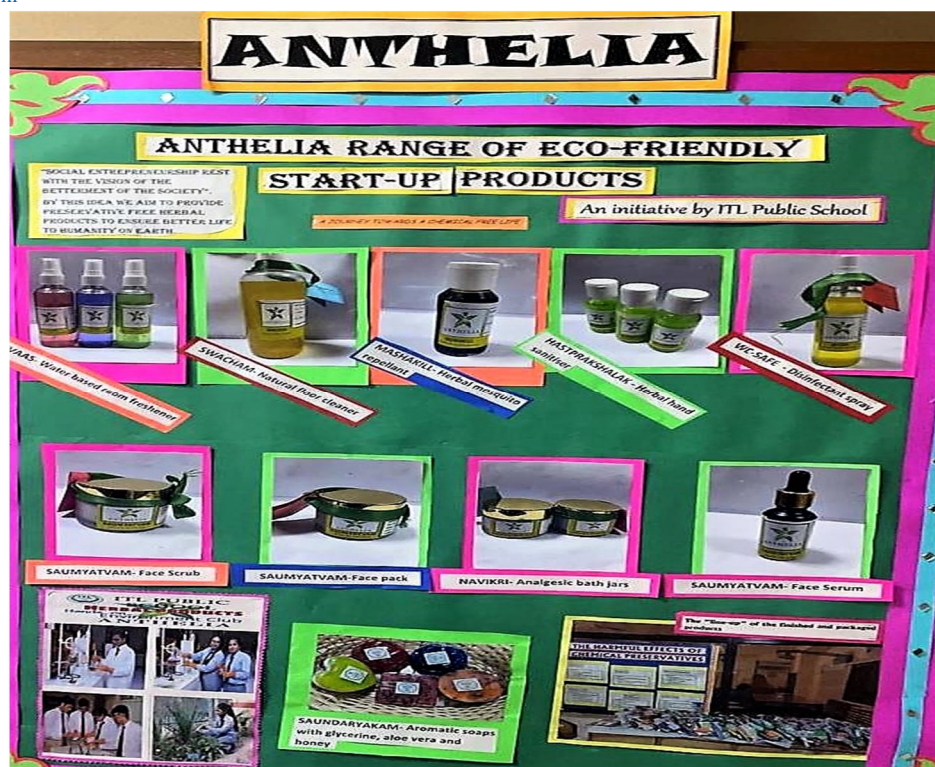 ANTHELIA
ANTHELIA RANGE OF ECO-FRIENDLY
START-UP PRODUCTS
"SOCIAL ENTREPRENEURSHIP REST
WITH THE VISION OF THE
BETTERMENT OF THE SOCIETY".
BY THIS IDEA WE AIM TO PROVIDE
PRESERVATIVE FREE HERBAL
PRODUCTS TO ENSURE BETTER LIFE
TO HUMANITY ON EARTH
A JOURNEY TOWARDS A CHEMICAL FREE LIFE
An initiative by ITL Public School
VAAS- Water based room freshener
SWACHAM- Natural floor cleaner
MASHAKILL- Herbal mosquito
repellant
HASTPRAKSHALAK - Herbal hand
sanitiser
WE-SAFE - Disinfectant spray
SAUMYATVAM- Face Scrub
SAUMYATVAM-Face pack
NAVIKRI- Analgesic bath jars
SAUMYATVAM- Face Serum
ITL PUBLIC
HERBAL PRODUCTS
Club
ANTHELIA
SAUNDARYAKAM- Aromatic soaps
with glycerine, aloe vera and
honey
The "line-up" of the finished and packaged
products
THE HARMFUL EFFECTS OF
CHEMICAL PRESERVATIVES